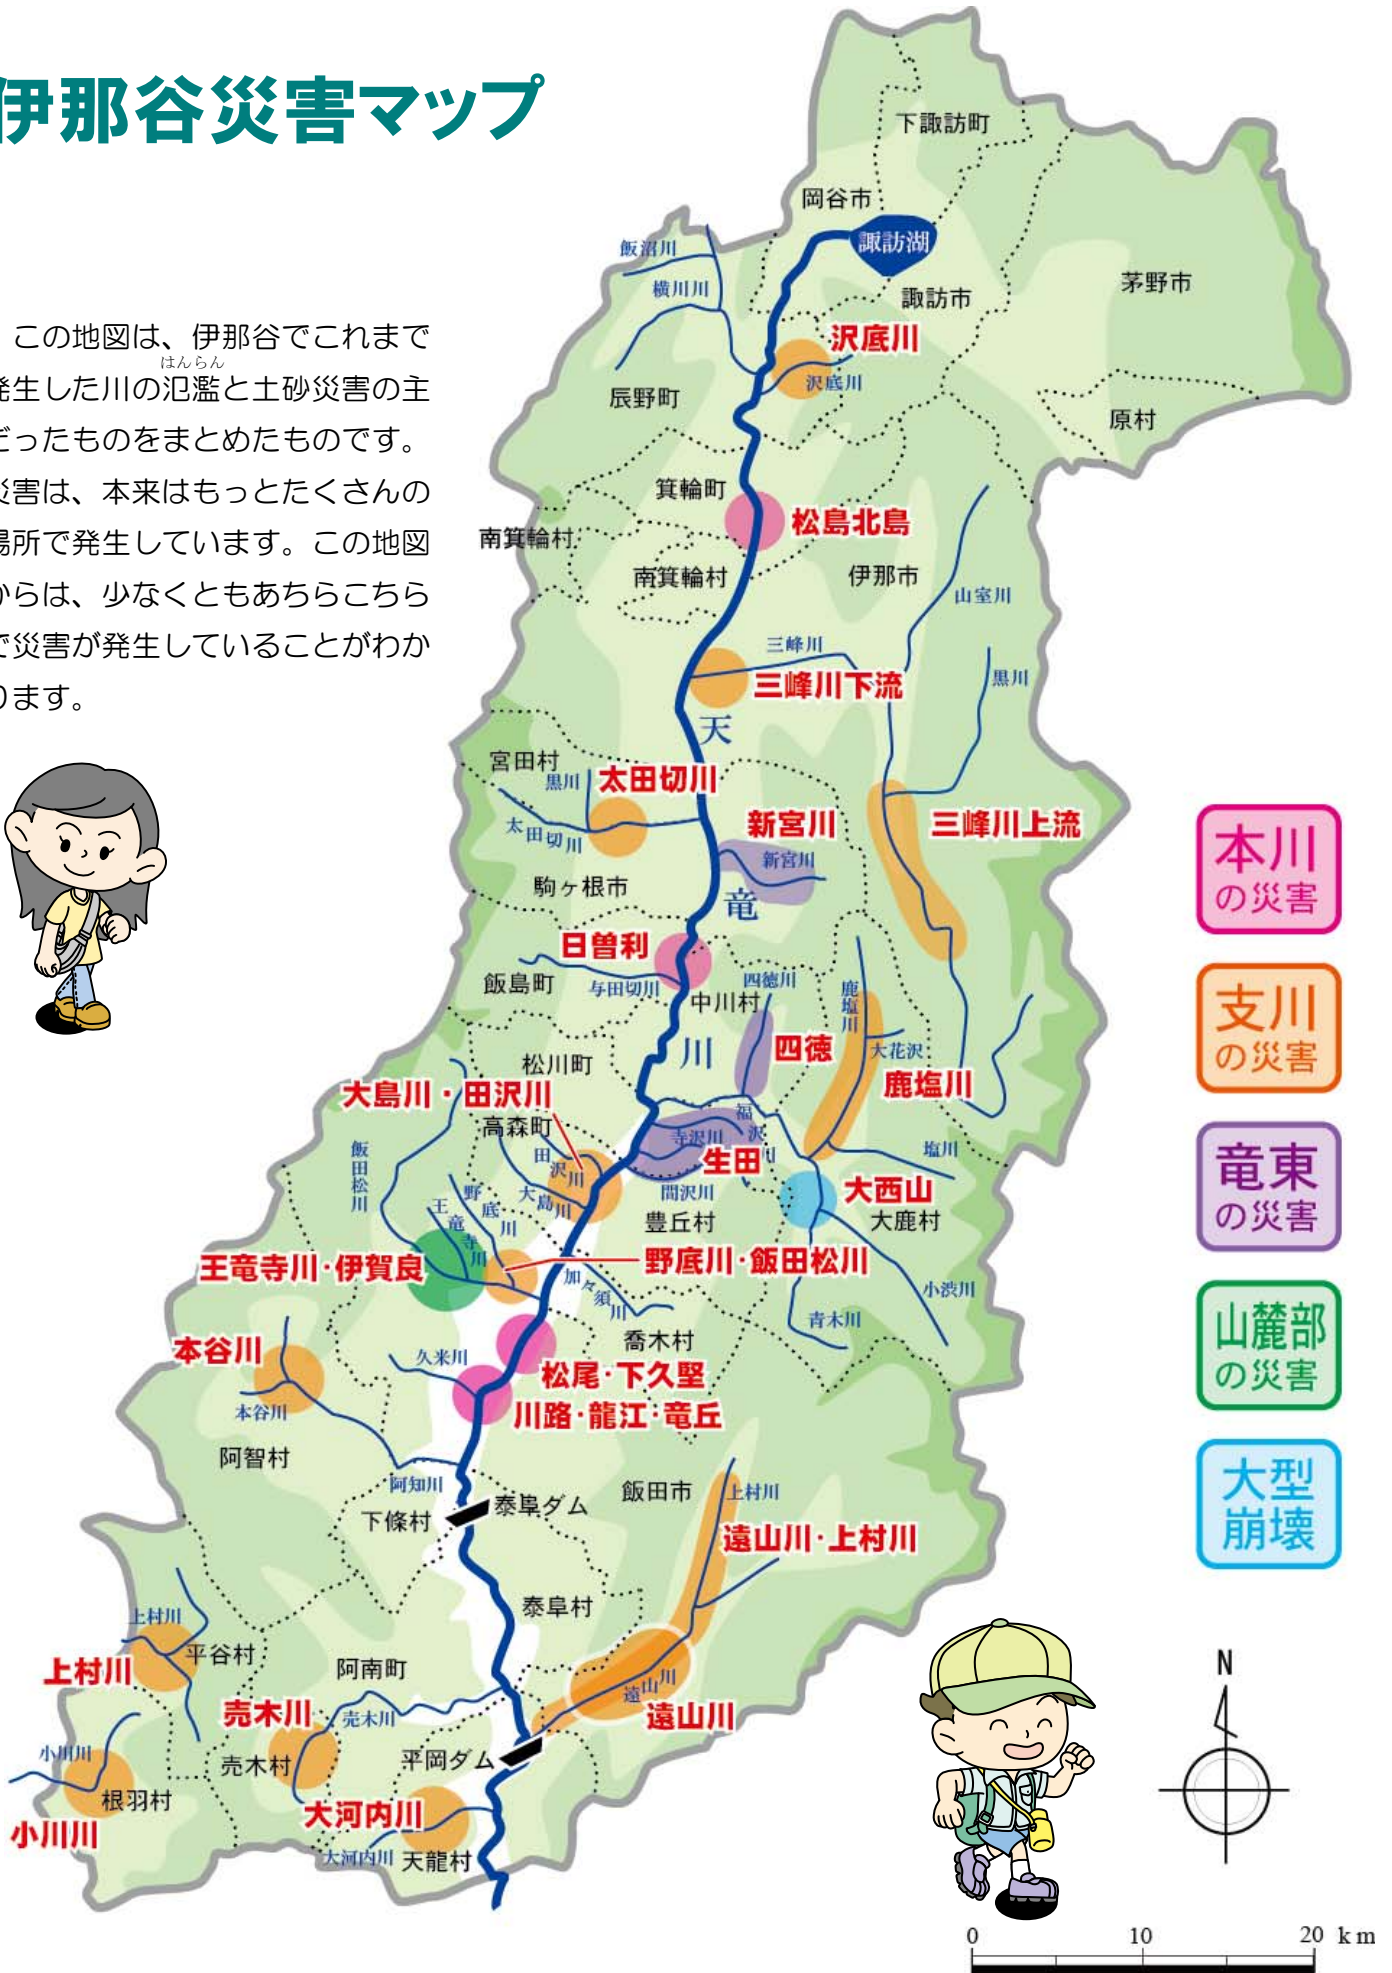 伊那谷災害マップ
この地図は、伊那谷でこれまで
はんらん
発生した川の氾濫と土砂災害の主
だったものをまとめたものです。
災害は、本来はもっとたくさんの
場所で発生しています。この地図
からは、少なくともあちらこちら
で災害が発生していることがわか
ります。
下諏訪町
岡谷市
諏訪湖
飯沼川
横川川
諏訪市
茅野市
沢底川
沢底川
辰野町
原村
箕輪町
松島北島
南箕輪村
南箕輪村
伊那市
山室川
三峰川
黒川
三峰川下流
天
竜
川
宮田村
黒川
太田切川
太田切川
新宮川
新宮川
三峰川上流
駒ヶ根市
日曽利
飯島町
与田切川
中川村
四徳川
四徳
鹿塩川
大花沢
鹿塩川
松川町
大島川・田沢川
高森町
田沢川
大島川
飯田松川
野底川
王竜寺川
福沢川
寺沢川
生田
間沢川
塩川
大西山
大鹿村
豊丘村
王竜寺川・伊賀良
野底川・飯田松川
加々須川
小渋川
青木川
喬木村
本谷川
本谷川
久米川
松尾・下久堅
川路・龍江・竜丘
阿智村
阿知川
飯田市
上村川
下條村
泰阜ダム
遠山川・上村川
泰阜村
上村川
平谷村
上村川
阿南町
遠山川
遠山川
売木川
売木川
売木村
平岡ダム
小川川
根羽村
小川川
大河内川
大河内川
天龍村
本川
の災害
支川
の災害
竜東
の災害
山麓部
の災害
大型
崩壊
N
0 10 20 km